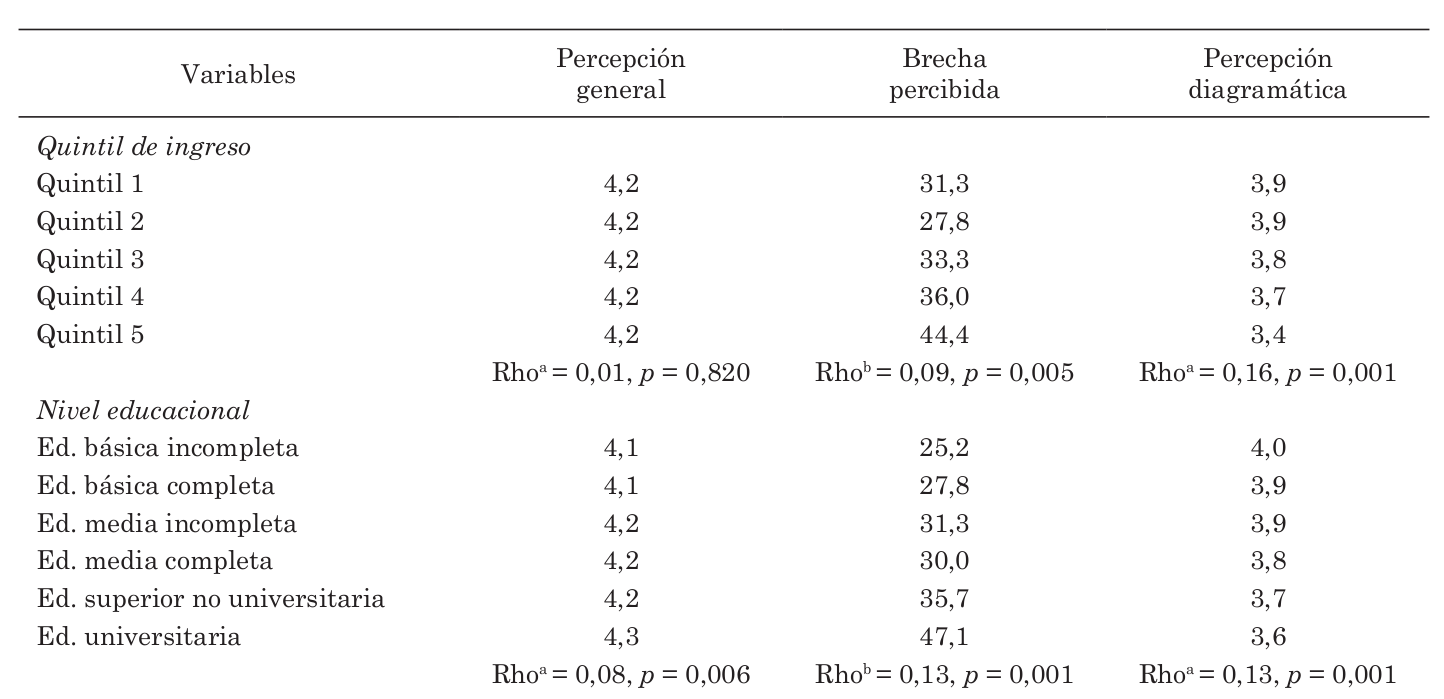 Variables Percepción general Brecha percibida Percepción diagramática
Quintil de ingreso
Quintil 1 4,2 31,3 3,9
Quintil 2 4,2 27,8 3,9
Quintil 3 4,2 33,3 3,8
Quintil 4 4,2 36,0 3,7
Quintil 5 4,2 44,4 3,4
Rhoᵃ = 0,01, p = 0,820 Rhoᵇ = 0,09, p = 0,005 Rhoᵃ = 0,16, p = 0,001
Nivel educacional
Ed. básica incompleta 4,1 25,2 4,0
Ed. básica completa 4,1 27,8 3,9
Ed. media incompleta 4,2 31,3 3,9
Ed. media completa 4,2 30,0 3,8
Ed. superior no universitaria 4,2 35,7 3,7
Ed. universitaria 4,3 47,1 3,6
Rhoᵃ = 0,08, p = 0,006 Rhoᵇ = 0,13, p = 0,001 Rhoᵃ = 0,13, p = 0,001